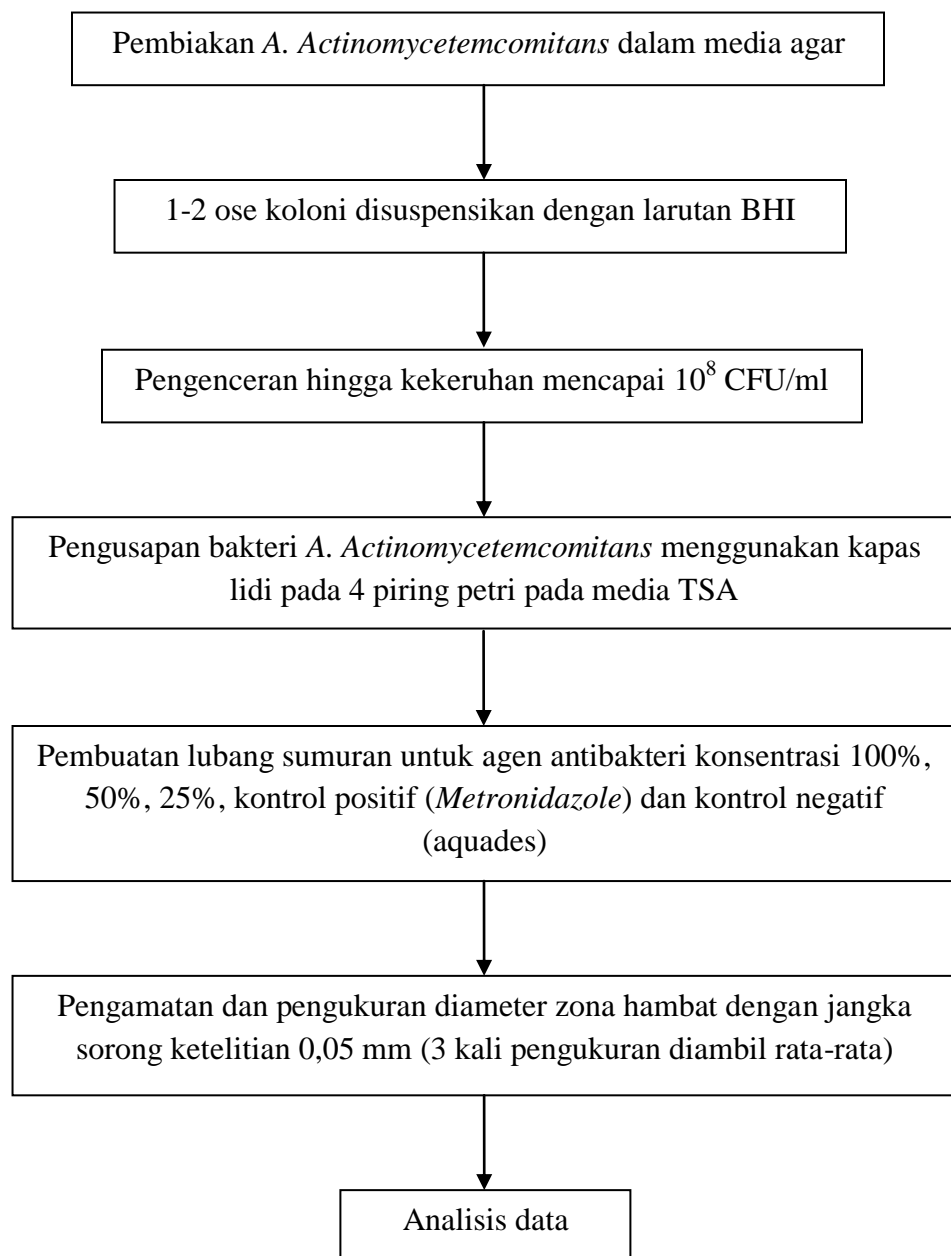 Pembiakan A. Actinomycetemcomitans dalam media agar
1-2 ose koloni disuspensikan dengan larutan BHI
Pengenceran hingga kekeruhan mencapai 10⁸ CFU/ml
Pengusapan bakteri A. Actinomycetemcomitans menggunakan kapas
lidi pada 4 piring petri pada media TSA
Pembuatan lubang sumuran untuk agen antibakteri konsentrasi 100%,
50%, 25%, kontrol positif (Metronidazole) dan kontrol negatif
(aquades)
Pengamatan dan pengukuran diameter zona hambat dengan jangka
sorong ketelitian 0,05 mm (3 kali pengukuran diambil rata-rata)
Analisis data